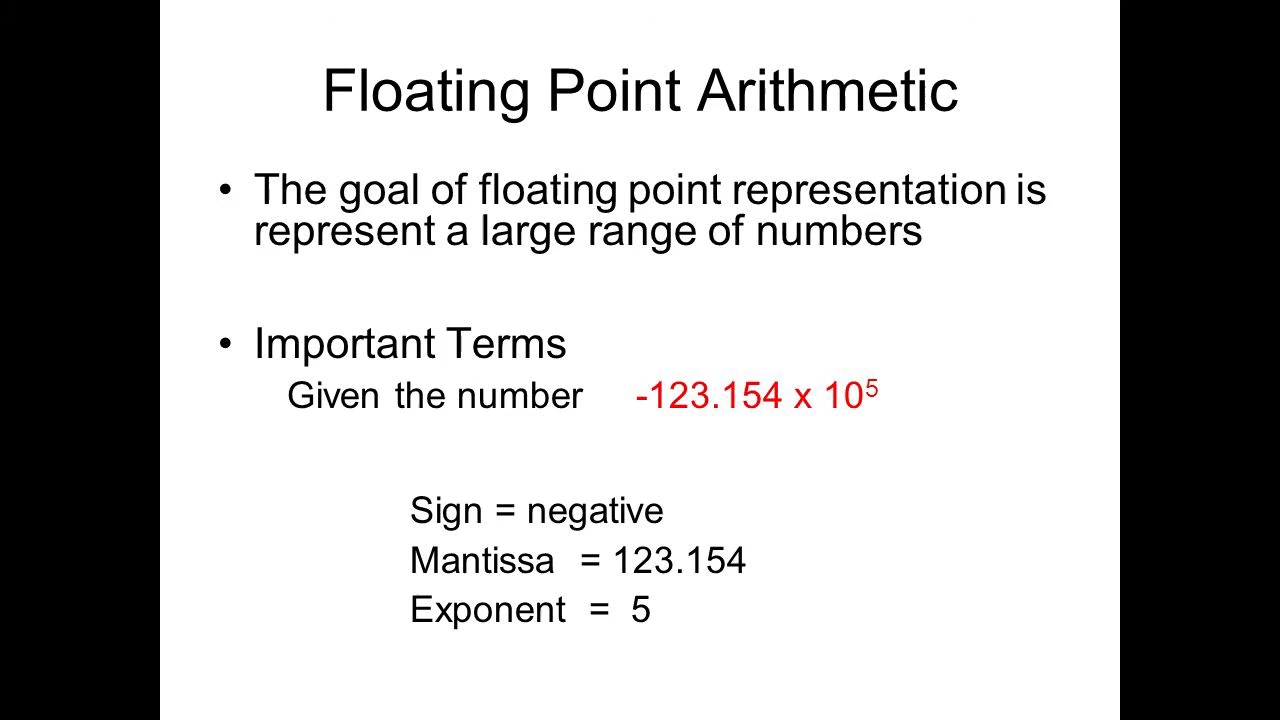 Floating Point Arithmetic
• The goal of floating point representation is
represent a large range of numbers
• Important Terms
Given the number -123.154 x 10⁵
Sign = negative
Mantissa = 123.154
Exponent = 5